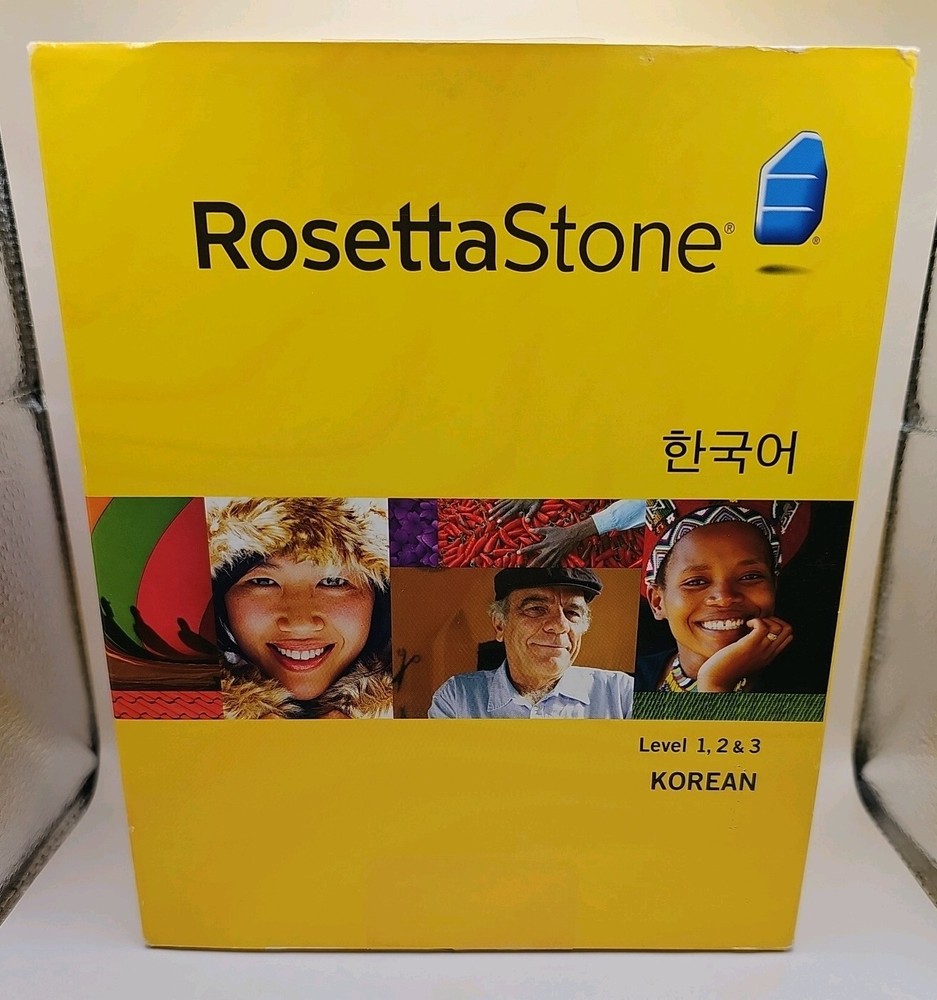 RosettaStone®
®
한국어
Level 1, 2 & 3
KOREAN